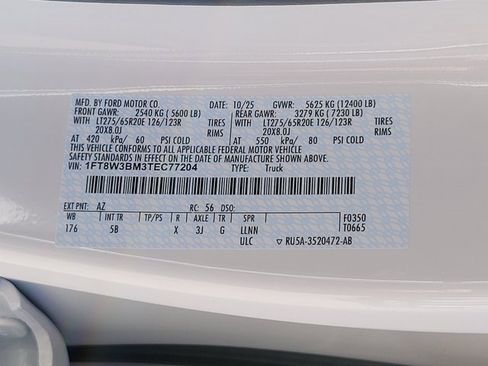 MFD. BY FORD MOTOR CO. 10/25 GVWR: 5625 KG (12400 LB)
FRONT GAWR: 2540 KG (5600 LB) REAR GAWR: 3279 KG (7230 LB)
WITH LT275/65R20E 126/123R TIRES WITH LT275/65R20E 126/123R TIRES
20X8.0J RIMS 20X8.0J RIMS
AT 420 kPa/ 60 PSI COLD AT 550 kPa/ 80 PSI COLD
THIS VEHICLE CONFORMS TO ALL APPLICABLE FEDERAL MOTOR VEHICLE
SAFETY STANDARDS IN EFFECT ON THE DATE OF MANUFACTURE SHOWN ABOVE.
VIN: 1FT8W3BM3TEC77204 TYPE: Truck
EXT PNT: AZ RC: 56 DSO:
WB INT TR TP/PS R AXLE TR SPR F0350
176 5B X 3J G LLNN T0665
ULC ▽ RU5A-3520472-AB